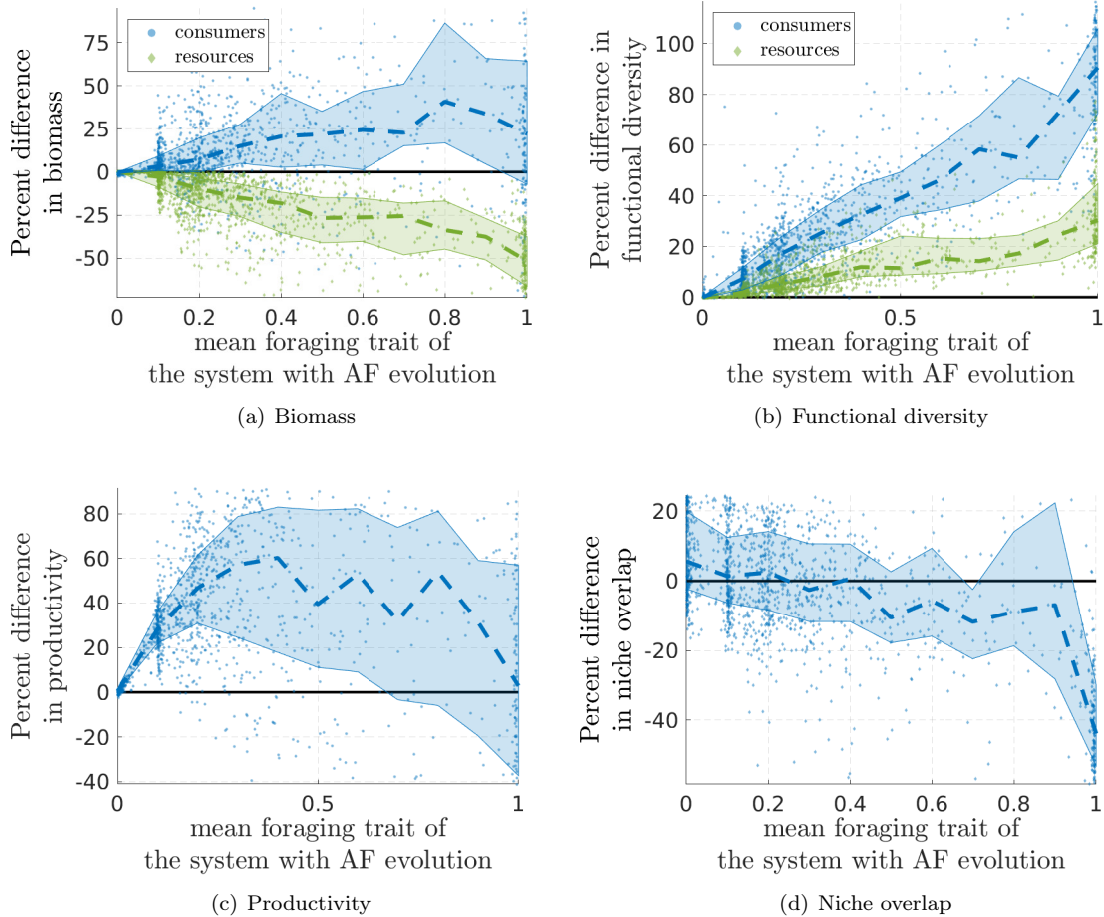 Percent difference
in biomass
75
50
25
0
-25
-50
consumers
resources
0
0.2
0.4
0.6
0.8
1
mean foraging trait of
the system with AF evolution
(a) Biomass
Percent difference in
functional diversity
100
80
60
40
20
0
consumers
resources
0
0.5
1
mean foraging trait of
the system with AF evolution
(b) Functional diversity
Percent difference
in productivity
80
60
40
20
0
-20
-40
0
0.5
1
mean foraging trait of
the system with AF evolution
(c) Productivity
Percent difference
in niche overlap
20
0
-20
-40
0
0.2
0.4
0.6
0.8
1
mean foraging trait of
the system with AF evolution
(d) Niche overlap